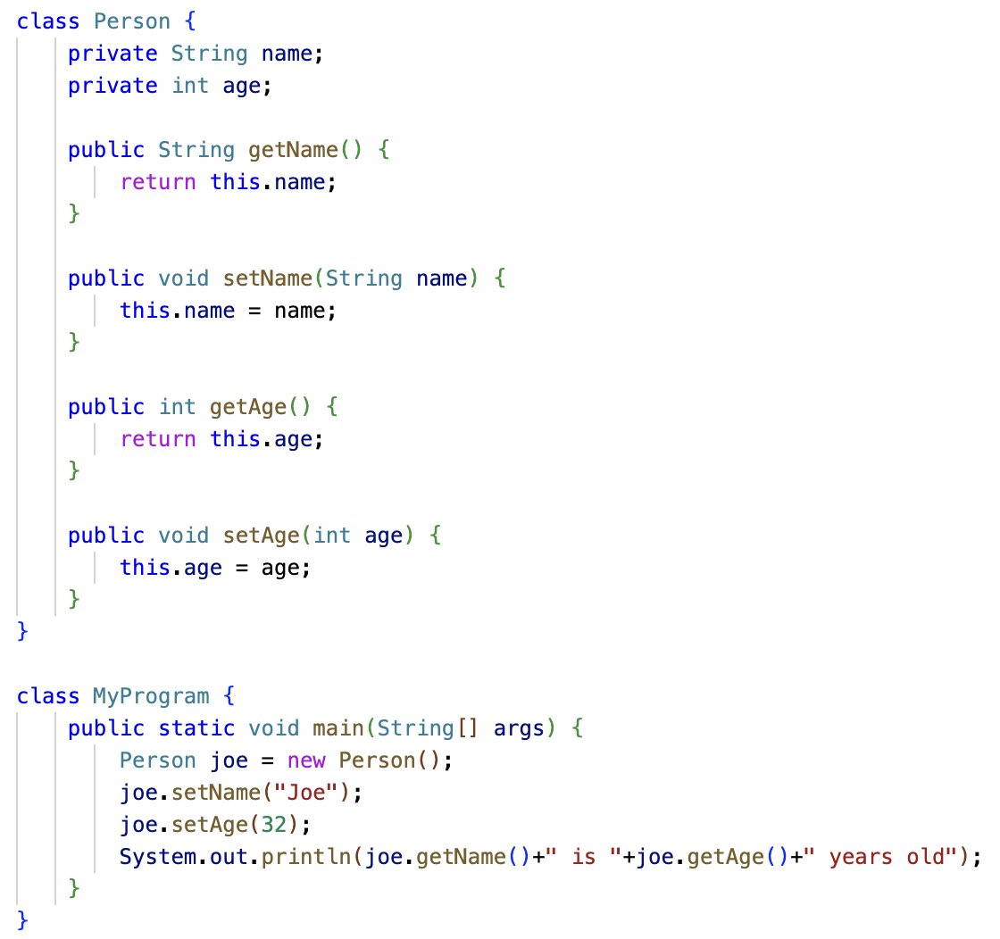 class Person {
    private String name;
    private int age;

    public String getName() {
        return this.name;
    }

    public void setName(String name) {
        this.name = name;
    }

    public int getAge() {
        return this.age;
    }

    public void setAge(int age) {
        this.age = age;
    }
}

class MyProgram {
    public static void main(String[] args) {
        Person joe = new Person();
        joe.setName("Joe");
        joe.setAge(32);
        System.out.println(joe.getName()+" is "+joe.getAge()+" years old");
    }
}